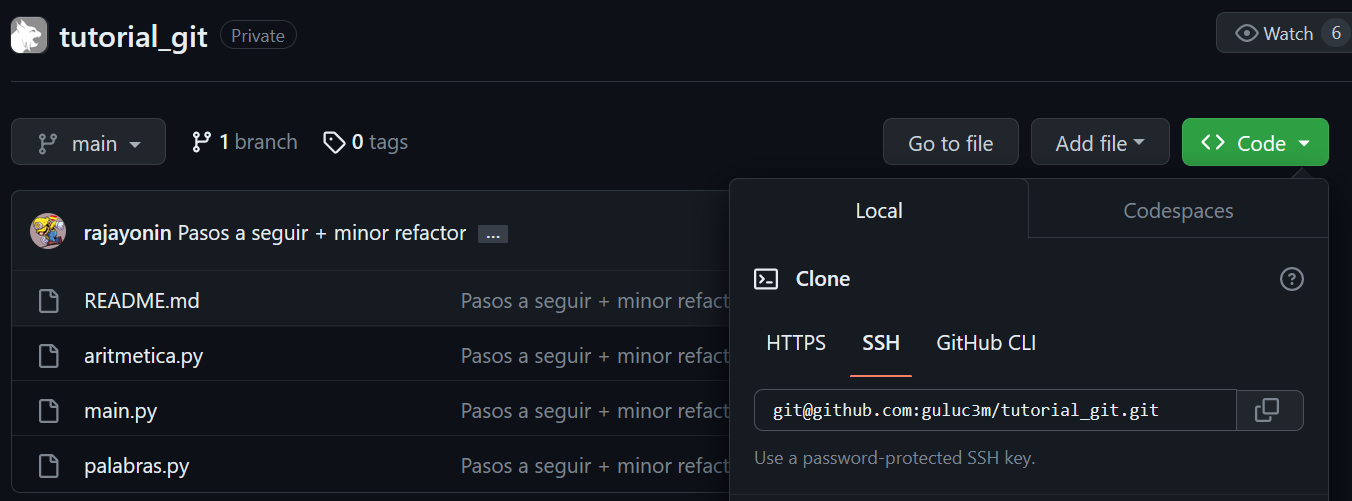 tutorial_git Private Watch 6
main 1 branch 0 tags Go to file Add file Code
Local Codespaces
rajayonin Pasos a seguir + minor refactor ...
Clone
README.md Pasos a seguir + minor refact
HTTPS SSH GitHub CLI
aritmetica.py Pasos a seguir + minor refact
main.py Pasos a seguir + minor refact
git@github.com:guluc3m/tutorial_git.git
palabras.py Pasos a seguir + minor refact
Use a password-protected SSH key.